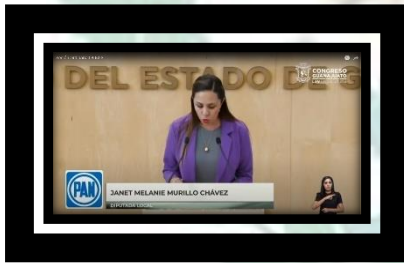 DEL ESTADO DE G
CONGRESO
GUANAJUATO
PAN
JANET MELANIE MURILLO CHÁVEZ
DIPUTADA LOCAL